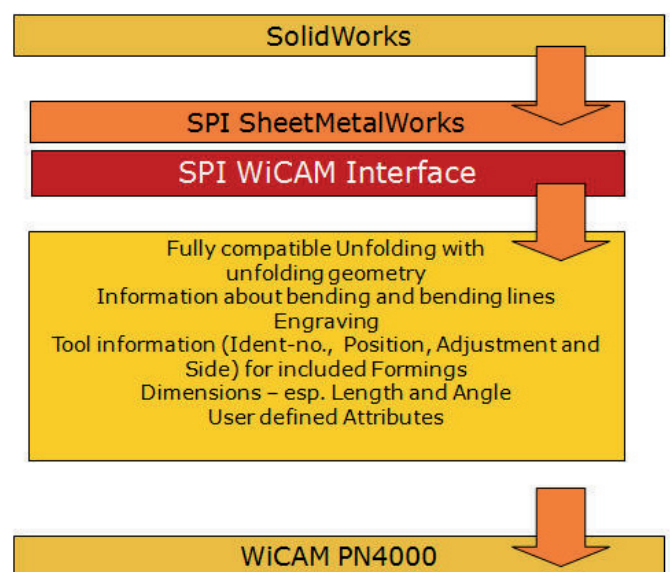 SolidWorks
SPI SheetMetalWorks
SPI WiCAM Interface
Fully compatible Unfolding with
unfolding geometry
Information about bending and bending lines
Engraving
Tool information (Ident-no., Position, Adjustment and
Side) for included Formings
Dimensions – esp. Length and Angle
User defined Attributes
WiCAM PN4000